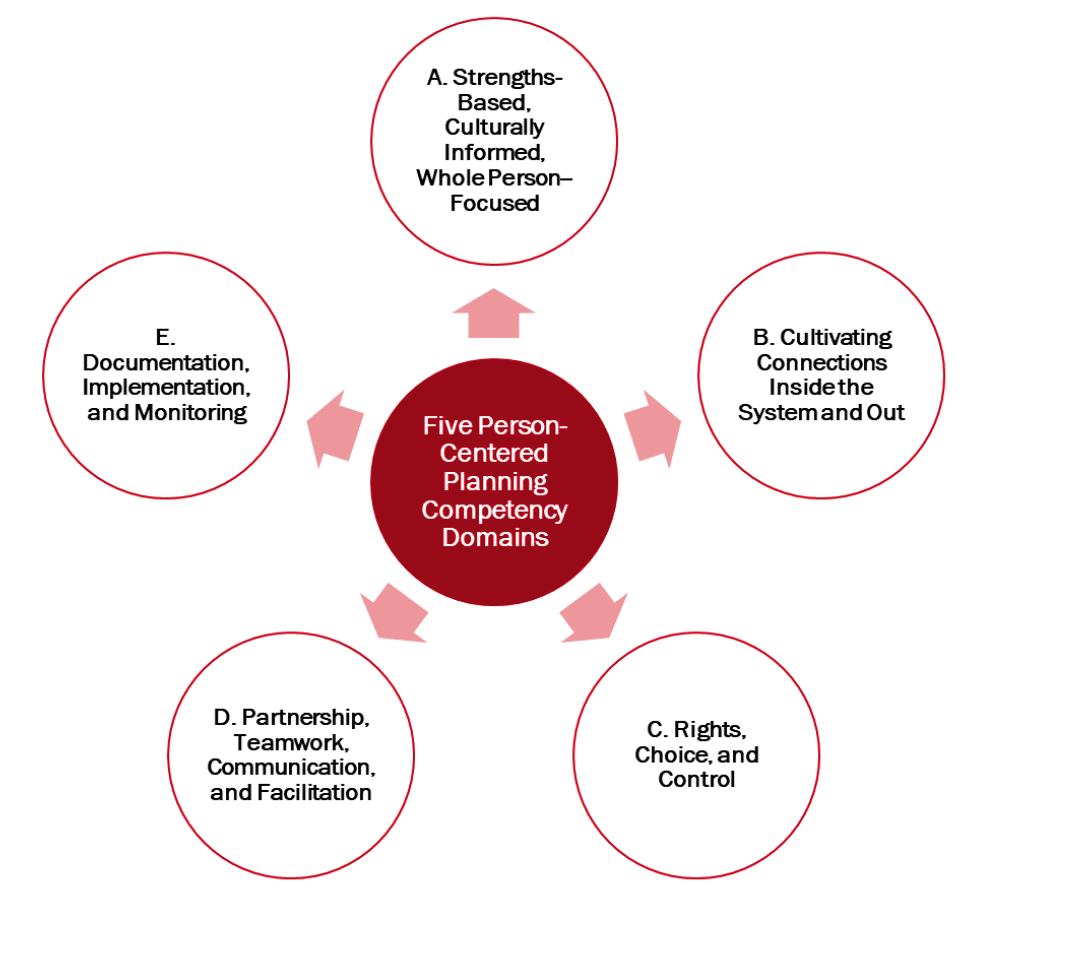 A. Strengths-
Based,
Culturally
Informed,
Whole Person–
Focused
B. Cultivating
Connections
Inside the
System and Out
C. Rights,
Choice, and
Control
D. Partnership,
Teamwork,
Communication,
and Facilitation
E.
Documentation,
Implementation,
and Monitoring
Five Person-
Centered
Planning
Competency
Domains